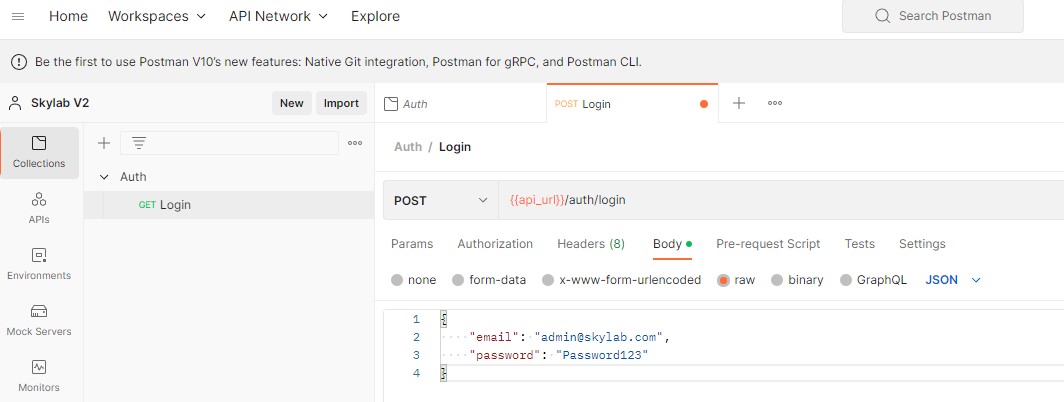 Home Workspaces API Network Explore Search Postman
Be the first to use Postman V10's new features: Native Git integration, Postman for gRPC, and Postman CLI.
Skylab V2 New Import
Auth POST Login
Collections
Auth / Login
Auth
GET Login
POST {{api_url}}/auth/login
APIs
Params Authorization Headers (8) Body Pre-request Script Tests Settings
Environments
none form-data x-www-form-urlencoded raw binary GraphQL JSON
Mock Servers
1 {
2 "email": "admin@skylab.com",
3 "password": "Password123"
4 }
Monitors